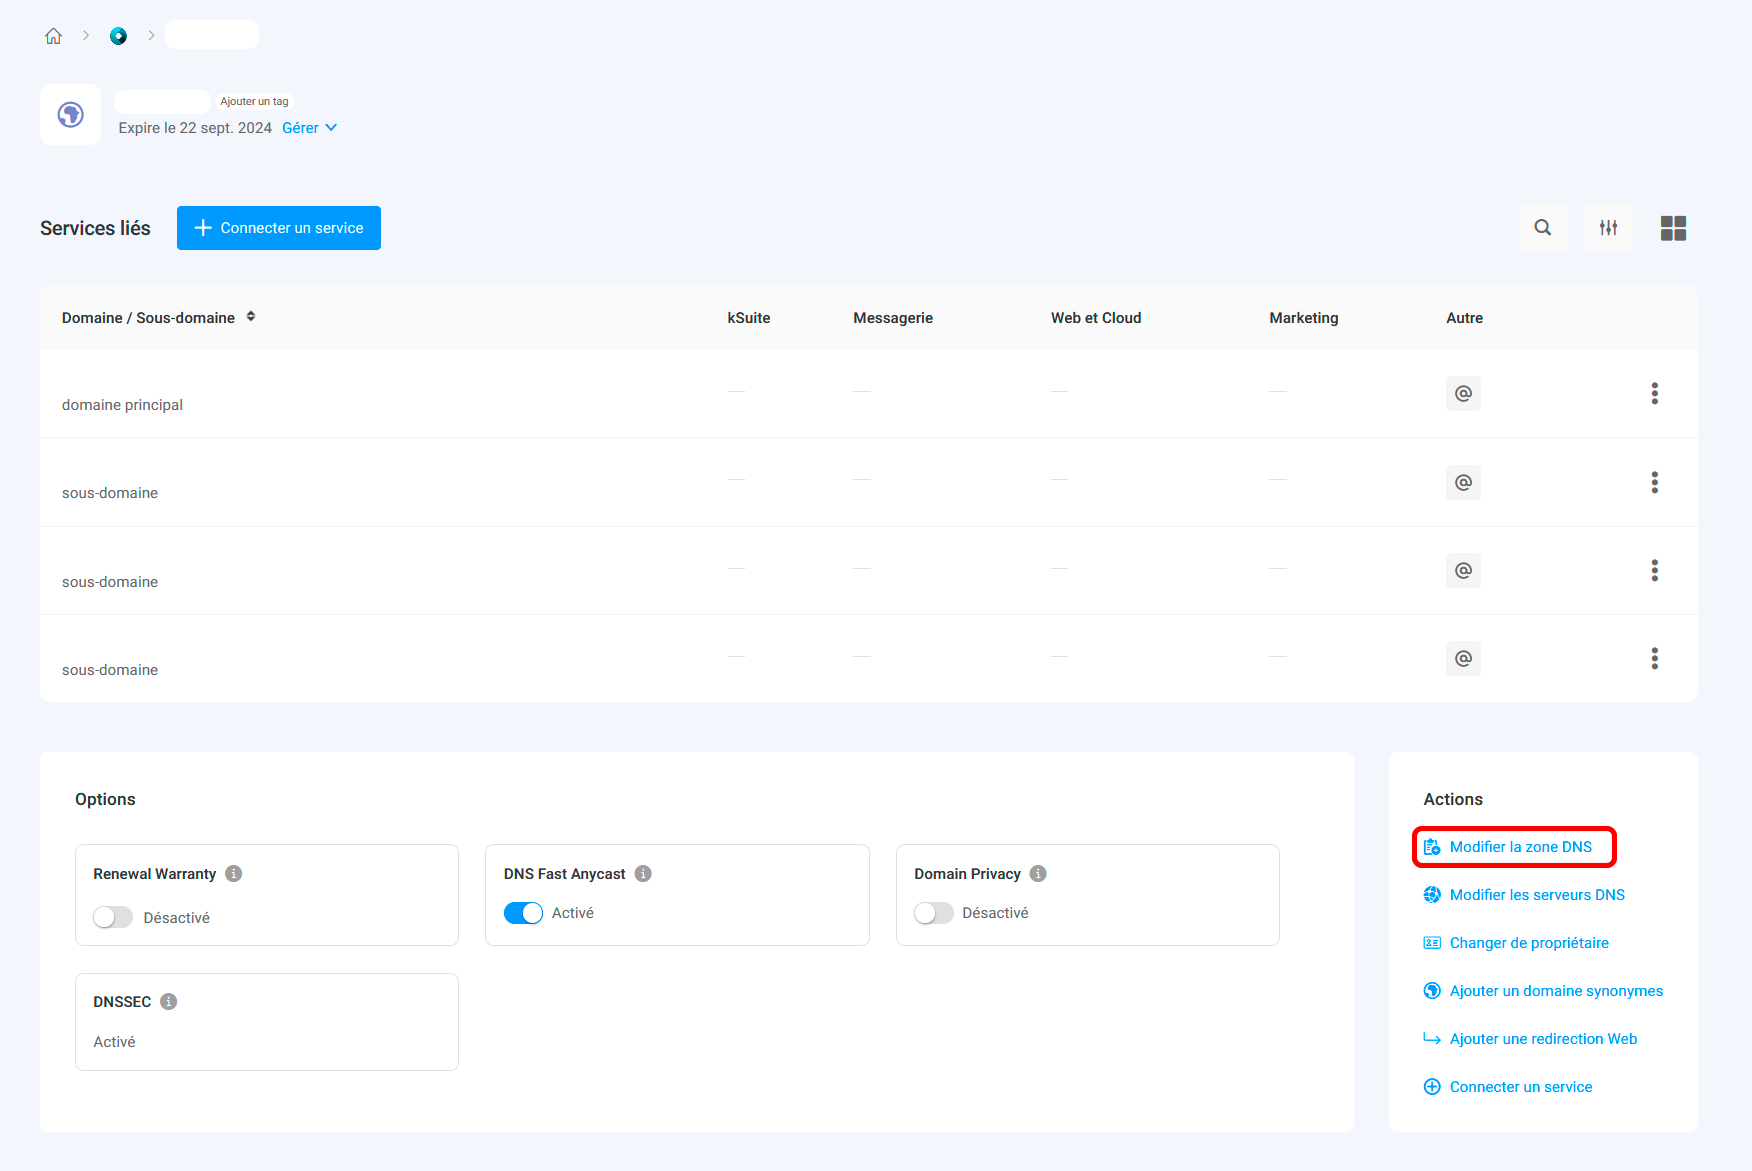 Ajouter un tag
Expire le 22 sept. 2024 Gérer
Services liés
Connecter un service
Domaine / Sous-domaine kSuite Messagerie Web et Cloud Marketing Autre
domaine principal
sous-domaine
sous-domaine
sous-domaine
Options
Renewal Warranty
Désactivé
DNS Fast Anycast
Activé
Domain Privacy
Désactivé
DNSSEC
Activé
Actions
Modifier la zone DNS
Modifier les serveurs DNS
Changer de propriétaire
Ajouter un domaine synonymes
Ajouter une redirection Web
Connecter un service